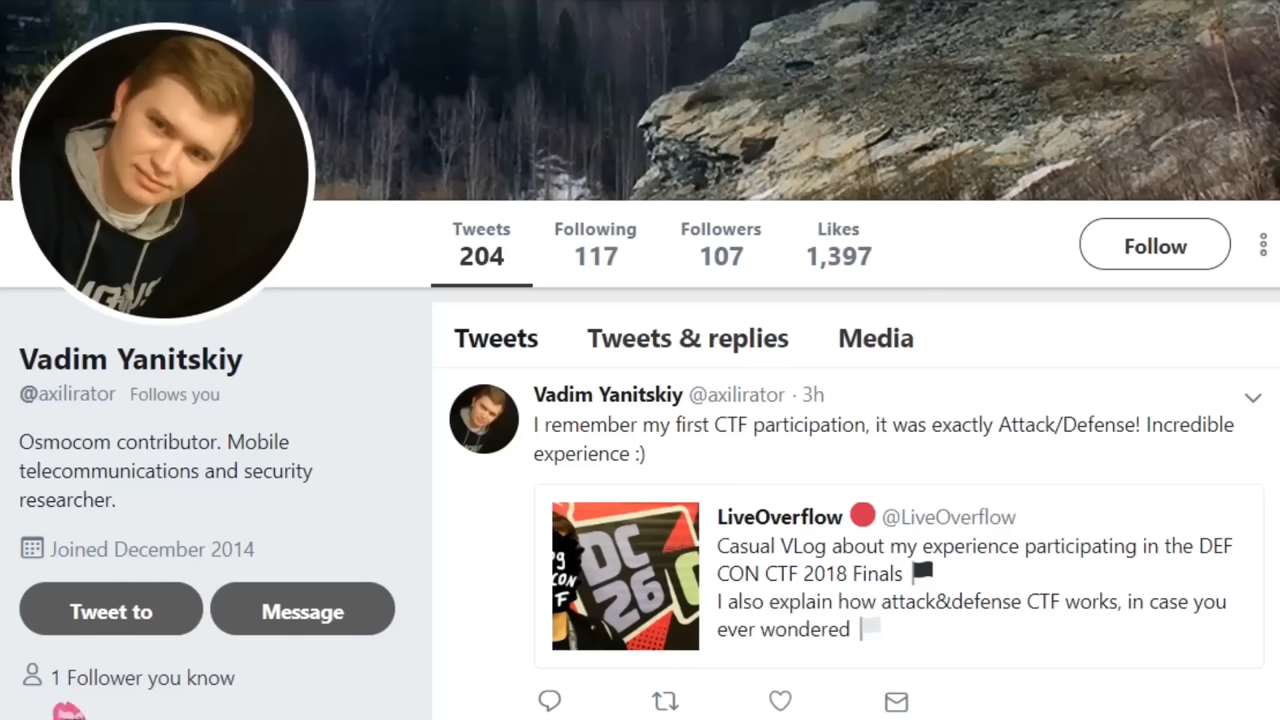 Tweets Following Followers Likes
204 117 107 1,397
Follow
Vadim Yanitskiy
@axilirator Follows you
Osmocom contributor. Mobile
telecommunications and security
researcher.
Joined December 2014
Tweet to Message
1 Follower you know
Tweets Tweets & replies Media
Vadim Yanitskiy @axilirator · 3h
I remember my first CTF participation, it was exactly Attack/Defense! Incredible
experience :)
LiveOverflow @LiveOverflow
Casual VLog about my experience participating in the DEF
CON CTF 2018 Finals
I also explain how attack&defense CTF works, in case you
ever wondered
DC
26
CON